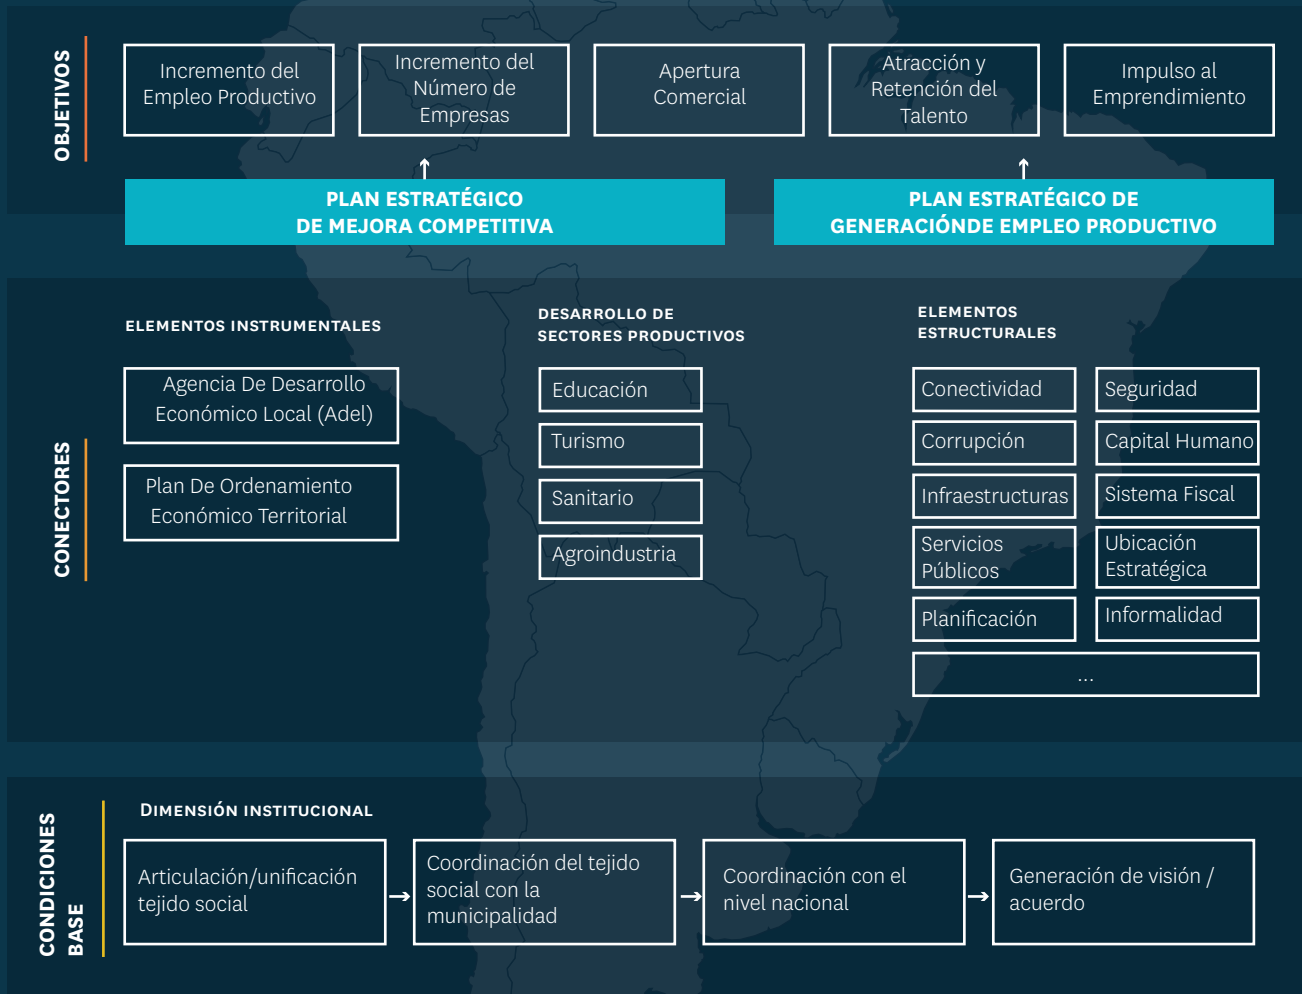 OBJETIVOS
Incremento del
Empleo Productivo
Incremento del
Número de
Empresas
Apertura
Comercial
Atracción y
Retención del
Talento
Impulso al
Emprendimiento
PLAN ESTRATÉGICO
DE MEJORA COMPETITIVA
PLAN ESTRATÉGICO DE
GENERACIÓNDE EMPLEO PRODUCTIVO
CONECTORES
ELEMENTOS INSTRUMENTALES
Agencia De Desarrollo
Económico Local (Adel)
Plan De Ordenamiento
Económico Territorial
DESARROLLO DE
SECTORES PRODUCTIVOS
Educación
Turismo
Sanitario
Agroindustria
ELEMENTOS
ESTRUCTURALES
Conectividad
Seguridad
Corrupción
Capital Humano
Infraestructuras
Sistema Fiscal
Servicios
Públicos
Ubicación
Estratégica
Planificación
Informalidad
...
CONDICIONES
BASE
DIMENSIÓN INSTITUCIONAL
Articulación/unificación
tejido social
Coordinación del tejido
social con la
municipalidad
Coordinación con el
nivel nacional
Generación de visión /
acuerdo